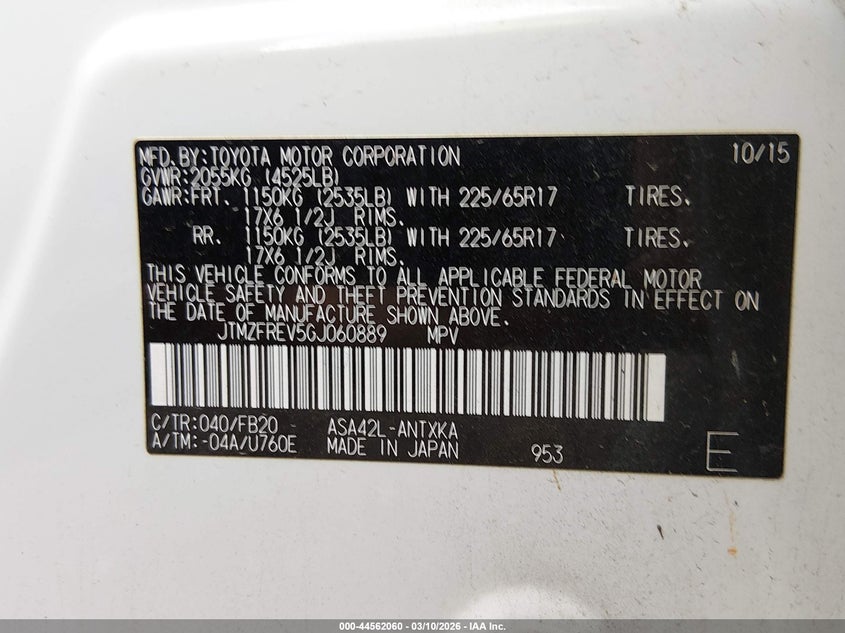 MFD.BY:TOYOTA MOTOR CORPORATION 10/15
GVWR:2055KG (4525LB)
GAWR:FRT. 1150KG (2535LB) WITH 225/65R17 TIRES.
17X6 1/2J RIMS.
RR. 1150KG (2535LB) WITH 225/65R17 TIRES.
17X6 1/2J RIMS.
THIS VEHICLE CONFORMS TO ALL APPLICABLE FEDERAL MOTOR
VEHICLE SAFETY AND THEFT PREVENTION STANDARDS IN EFFECT ON
THE DATE OF MANUFACTURE SHOWN ABOVE.
JTMZFREV5GJ060889 MPV
C/TR:040/FB20 ASA42L-ANTXKA
A/TM:-04A/U760E MADE IN JAPAN 953 E
000-44562060 - 03/10/2026 - IAA Inc.